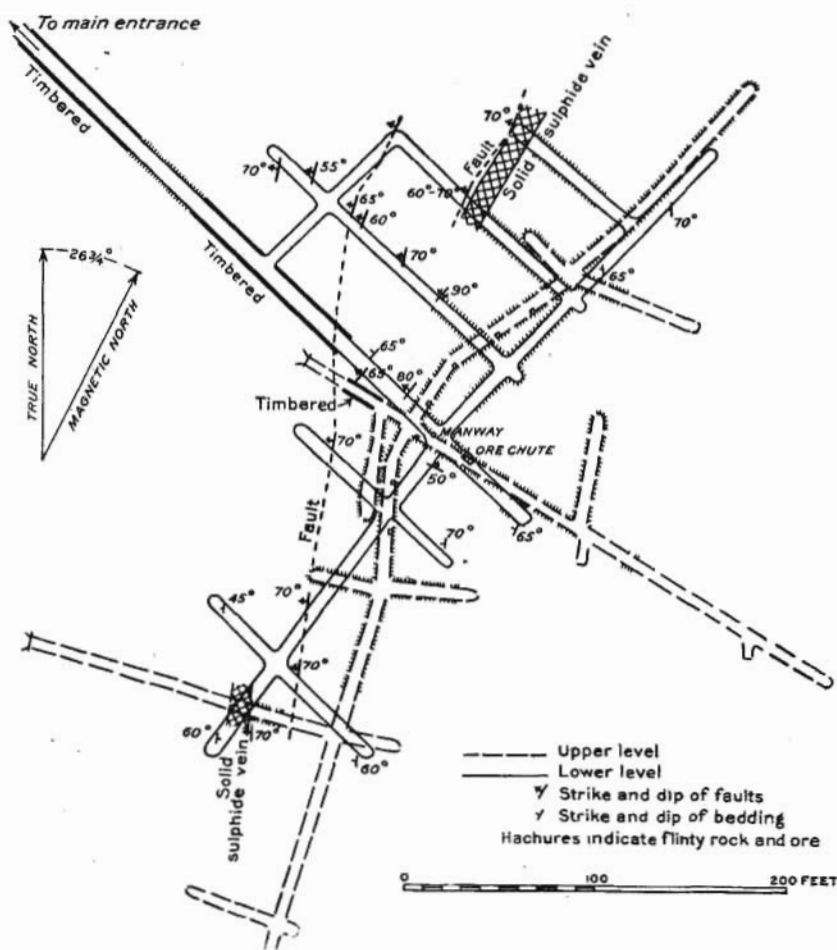 To main entrance
Timbered
70°
Solid
sulphide vein
Fault
60°-70°
70°
55°
65°
60°
70°
90°
70°
65°
26¾°
TRUE NORTH
MAGNETIC NORTH
Timbered
65°
65°
80°
Timbered
MANWAY
ORE CHUTE
70°
50°
70°
65°
Fault
70°
45°
70°
60°
70°
60°
Solid
sulphide vein
Upper level
Lower level
Strike and dip of faults
Strike and dip of bedding
Hachures indicate flinty rock and ore
0 100 200 FEET